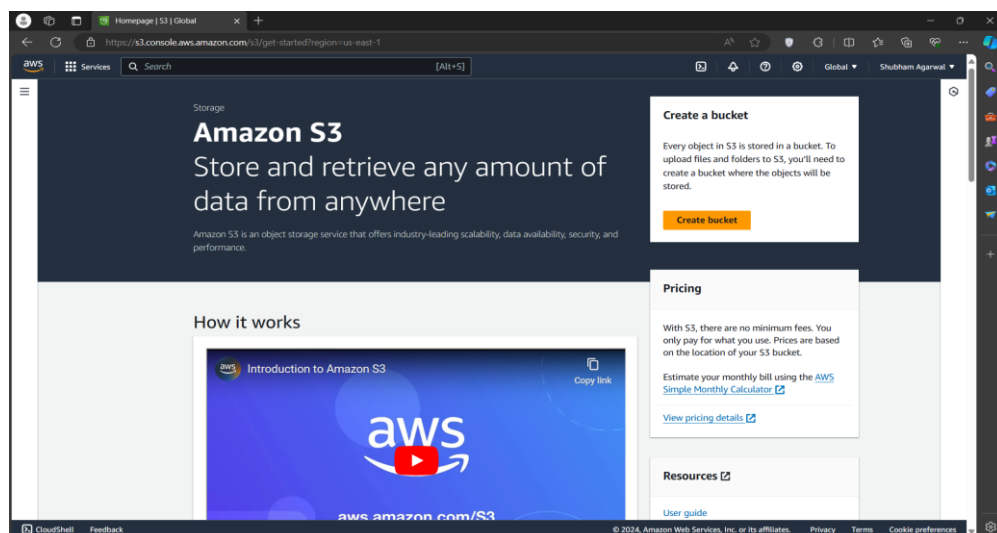 Homepage | S3 | Global
https://s3.console.aws.amazon.com/s3/get-started?region=us-east-1
aws
Services
Search
[Alt+S]
Global
Shubham Agarwal
Storage
Amazon S3
Store and retrieve any amount of
data from anywhere
Amazon S3 is an object storage service that offers industry-leading scalability, data availability, security, and
performance.
Create a bucket
Every object in S3 is stored in a bucket. To
upload files and folders to S3, you'll need to
create a bucket where the objects will be
stored.
Create bucket
Pricing
With S3, there are no minimum fees. You
only pay for what you use. Prices are based
on the location of your S3 bucket.
Estimate your monthly bill using the AWS
Simple Monthly Calculator
View pricing details
How it works
aws
Introduction to Amazon S3
Copy link
aws
aws.amazon.com/S3
Resources
User guide
CloudShell
Feedback
© 2024, Amazon Web Services, Inc. or its affiliates.
Privacy
Terms
Cookie preferences